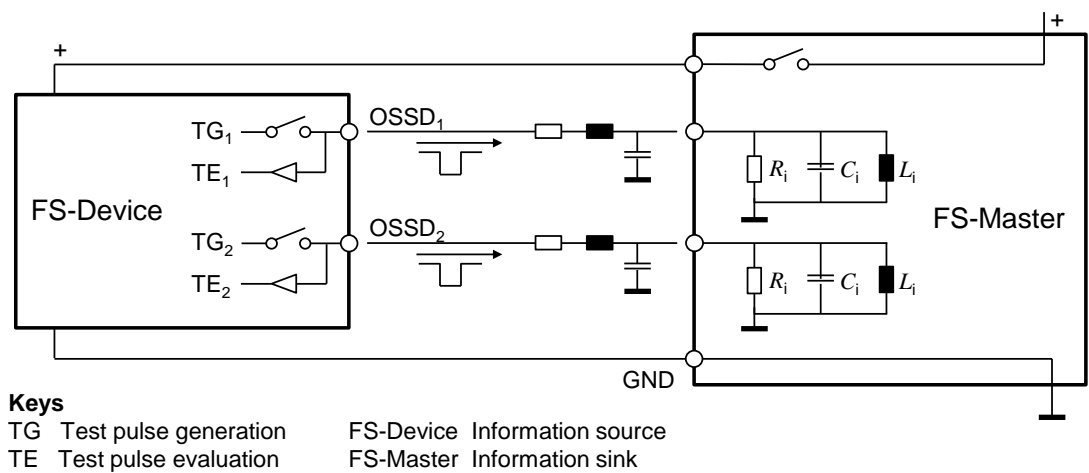 +
+
OSSD1
TG1
TE1
Ri
Ci
Li
FS-Device
FS-Master
OSSD2
TG2
TE2
Ri
Ci
Li
GND
Keys
TG Test pulse generation FS-Device Information source
TE Test pulse evaluation FS-Master Information sink